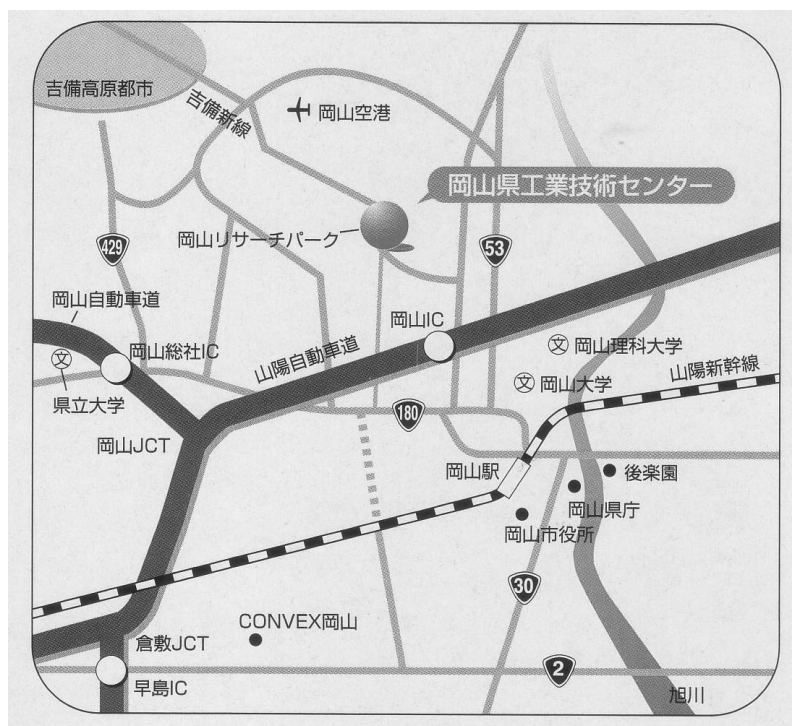 吉備高原都市
吉備新線
岡山空港
岡山県工業技術センター
岡山リサーチパーク
429
53
岡山自動車道
岡山IC
岡山総社IC
山陽自動車道
文 岡山理科大学
文
県立大学
文 岡山大学
山陽新幹線
180
岡山JCT
岡山駅
後楽園
岡山県庁
岡山市役所
30
CONVEX岡山
倉敷JCT
2
早島IC
旭川